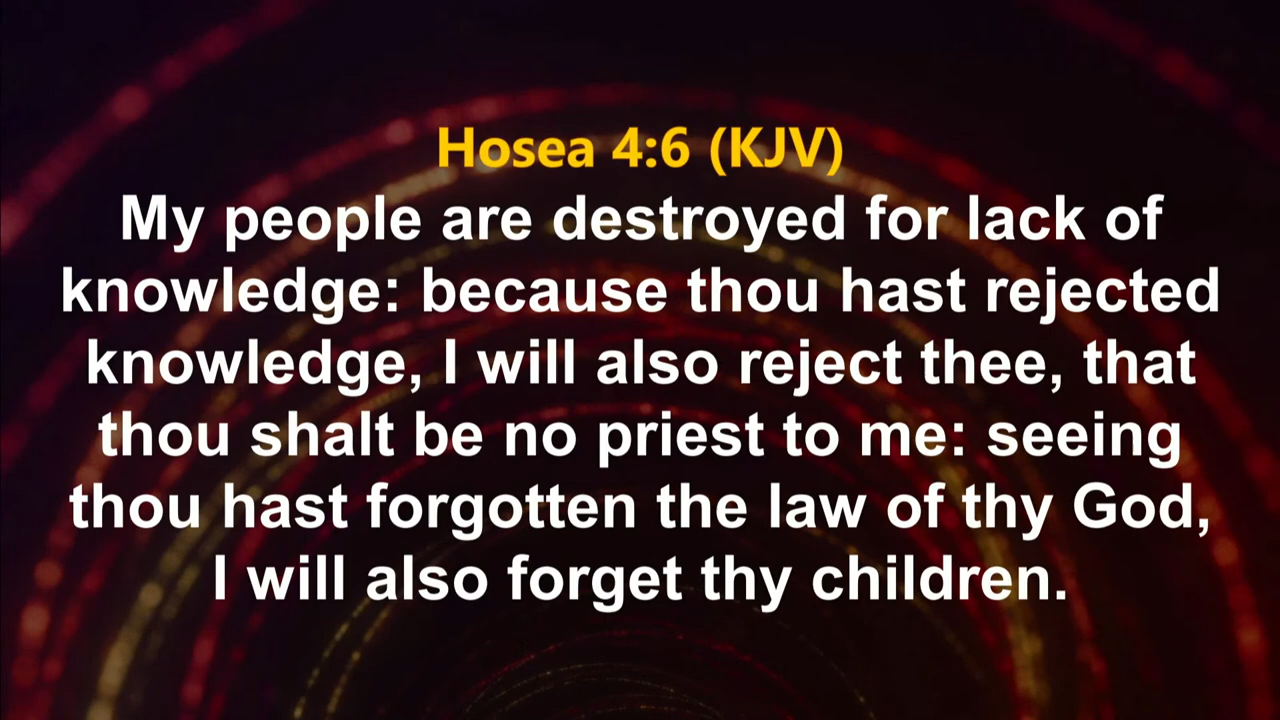 Hosea 4:6 (KJV)
My people are destroyed for lack of
knowledge: because thou hast rejected
knowledge, I will also reject thee, that
thou shalt be no priest to me: seeing
thou hast forgotten the law of thy God,
I will also forget thy children.